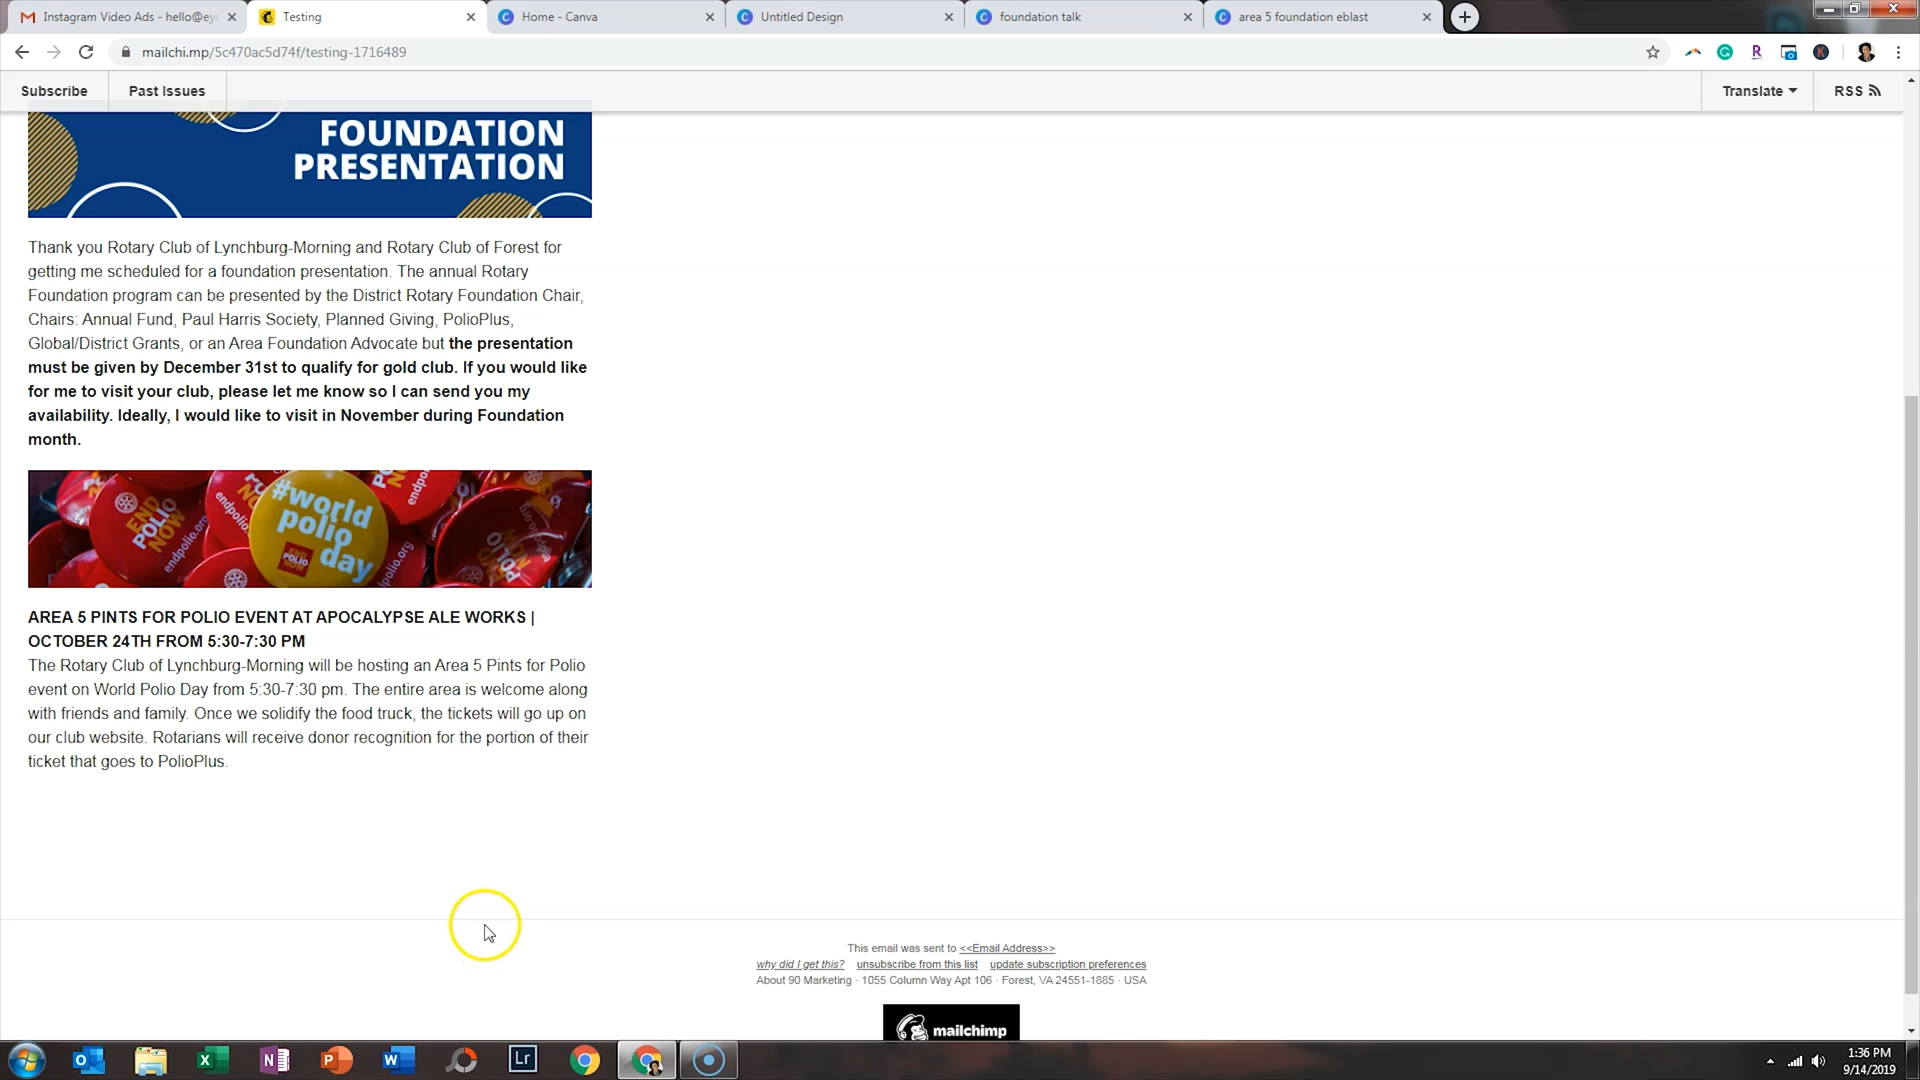 Instagram Video Ads - hello@eye
Testing
Home - Canva
Untitled Design
foundation talk
area 5 foundation eblast
mailchi.mp/5c470ac5d74f/testing-1716489
Subscribe
Past Issues
Translate
RSS
FOUNDATION
PRESENTATION
Thank you Rotary Club of Lynchburg-Morning and Rotary Club of Forest for
getting me scheduled for a foundation presentation. The annual Rotary
Foundation program can be presented by the District Rotary Foundation Chair,
Chairs: Annual Fund, Paul Harris Society, Planned Giving, PolioPlus,
Global/District Grants, or an Area Foundation Advocate but the presentation
must be given by December 31st to qualify for gold club. If you would like
for me to visit your club, please let me know so I can send you my
availability. Ideally, I would like to visit in November during Foundation
month.
#world
polio
day
END
POLIO
NOW
endpolio.org
AREA 5 PINTS FOR POLIO EVENT AT APOCALYPSE ALE WORKS |
OCTOBER 24TH FROM 5:30-7:30 PM
The Rotary Club of Lynchburg-Morning will be hosting an Area 5 Pints for Polio
event on World Polio Day from 5:30-7:30 pm. The entire area is welcome along
with friends and family. Once we solidify the food truck, the tickets will go up on
our club website. Rotarians will receive donor recognition for the portion of their
ticket that goes to PolioPlus.
This email was sent to <<Email Address>>
why did I get this? unsubscribe from this list update subscription preferences
About 90 Marketing · 1055 Column Way Apt 106 · Forest, VA 24551-1885 · USA
mailchimp
Lr
1:36 PM
9/14/2019